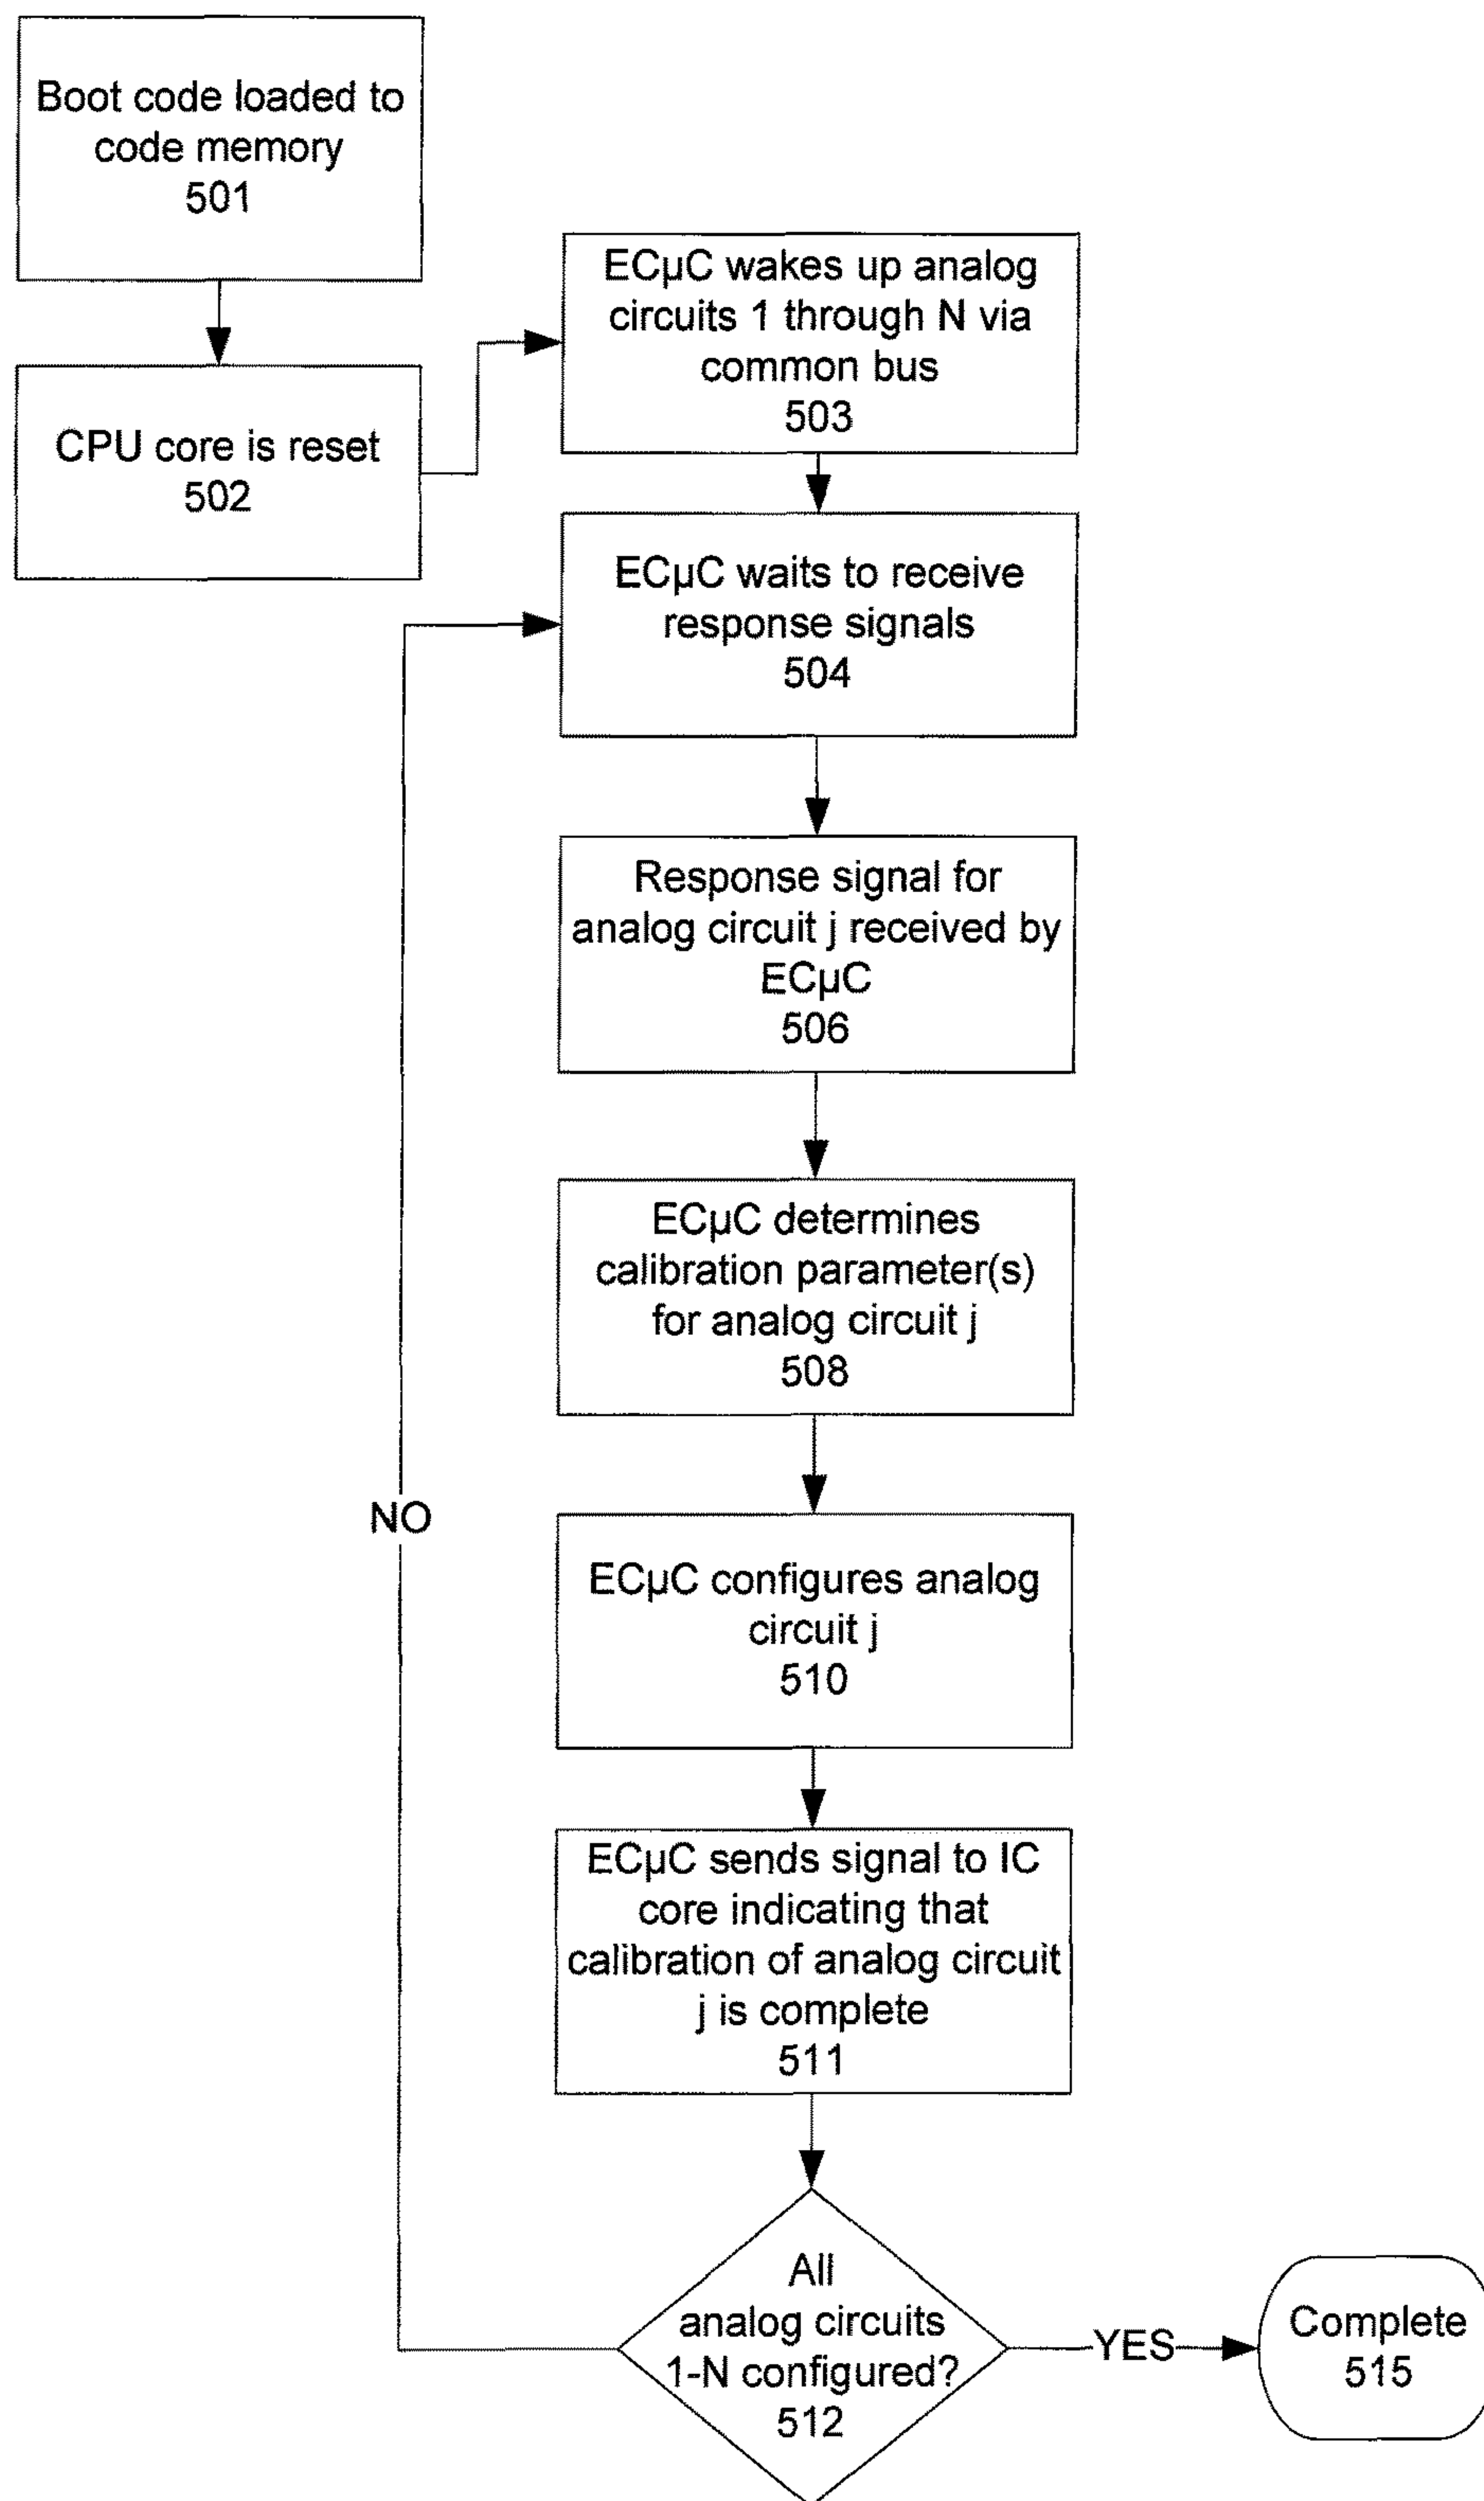 Boot code loaded to
code memory
501
CPU core is reset
502
ECµC wakes up analog
circuits 1 through N via
common bus
503
ECµC waits to receive
response signals
504
Response signal for
analog circuit j received by
ECµC
506
ECµC determines
calibration parameter(s)
for analog circuit j
508
NO
ECµC configures analog
circuit j
510
ECµC sends signal to IC
core indicating that
calibration of analog circuit
j is complete
511
All
analog circuits
1-N configured?
512
YES
Complete
515